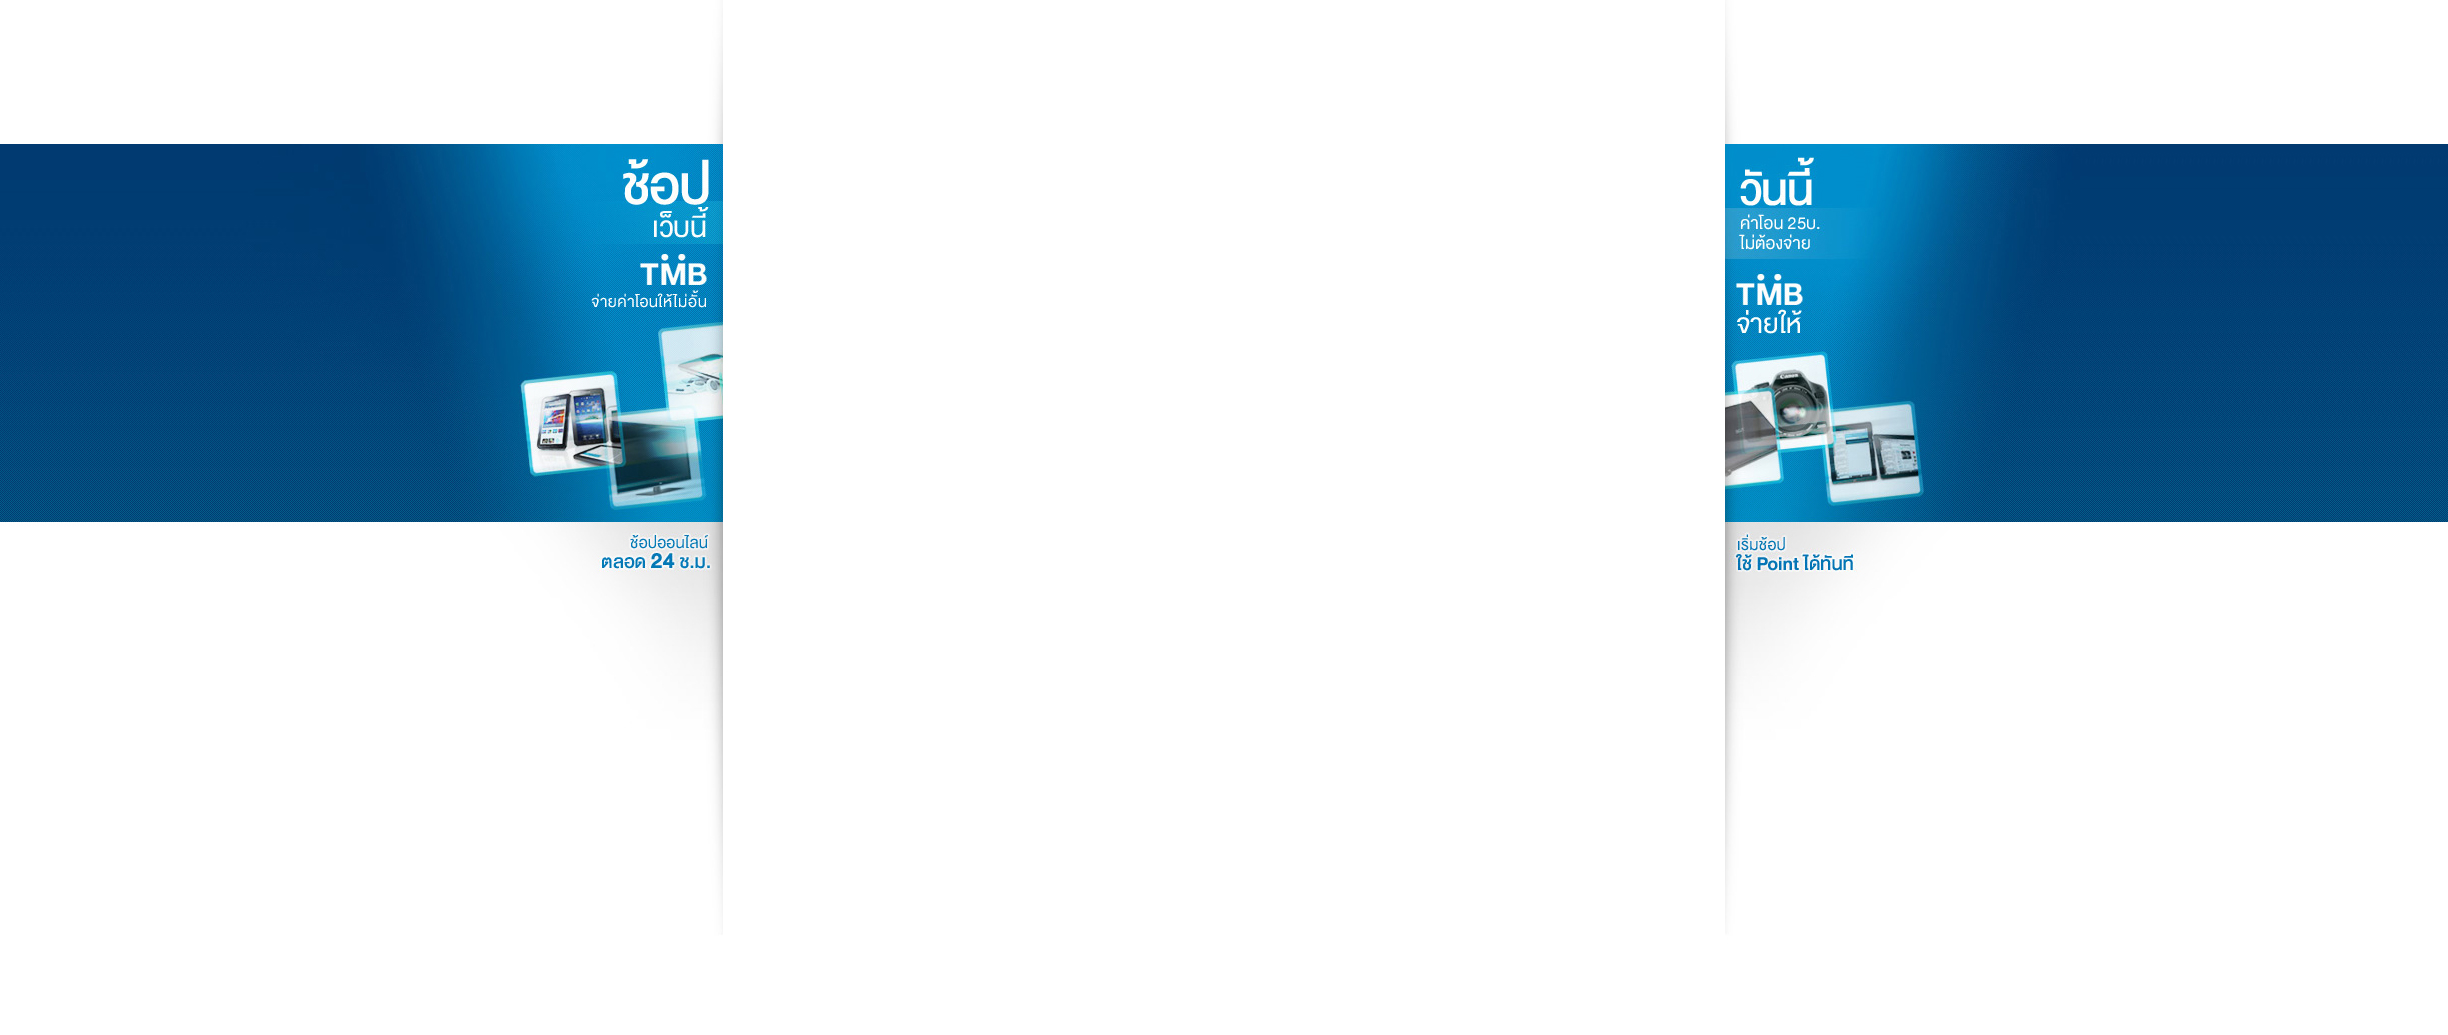 ช้อป
เว็บนี้
TMB
จ่ายค่าโอนให้ไม่อั้น
ช้อปออนไลน์
ตลอด 24 ช.ม.
วันนี้
ค่าโอน 25บ.
ไม่ต้องจ่าย
TMB
จ่ายให้
Canon
เริ่มช้อป
ใช้ Point ได้ทันที